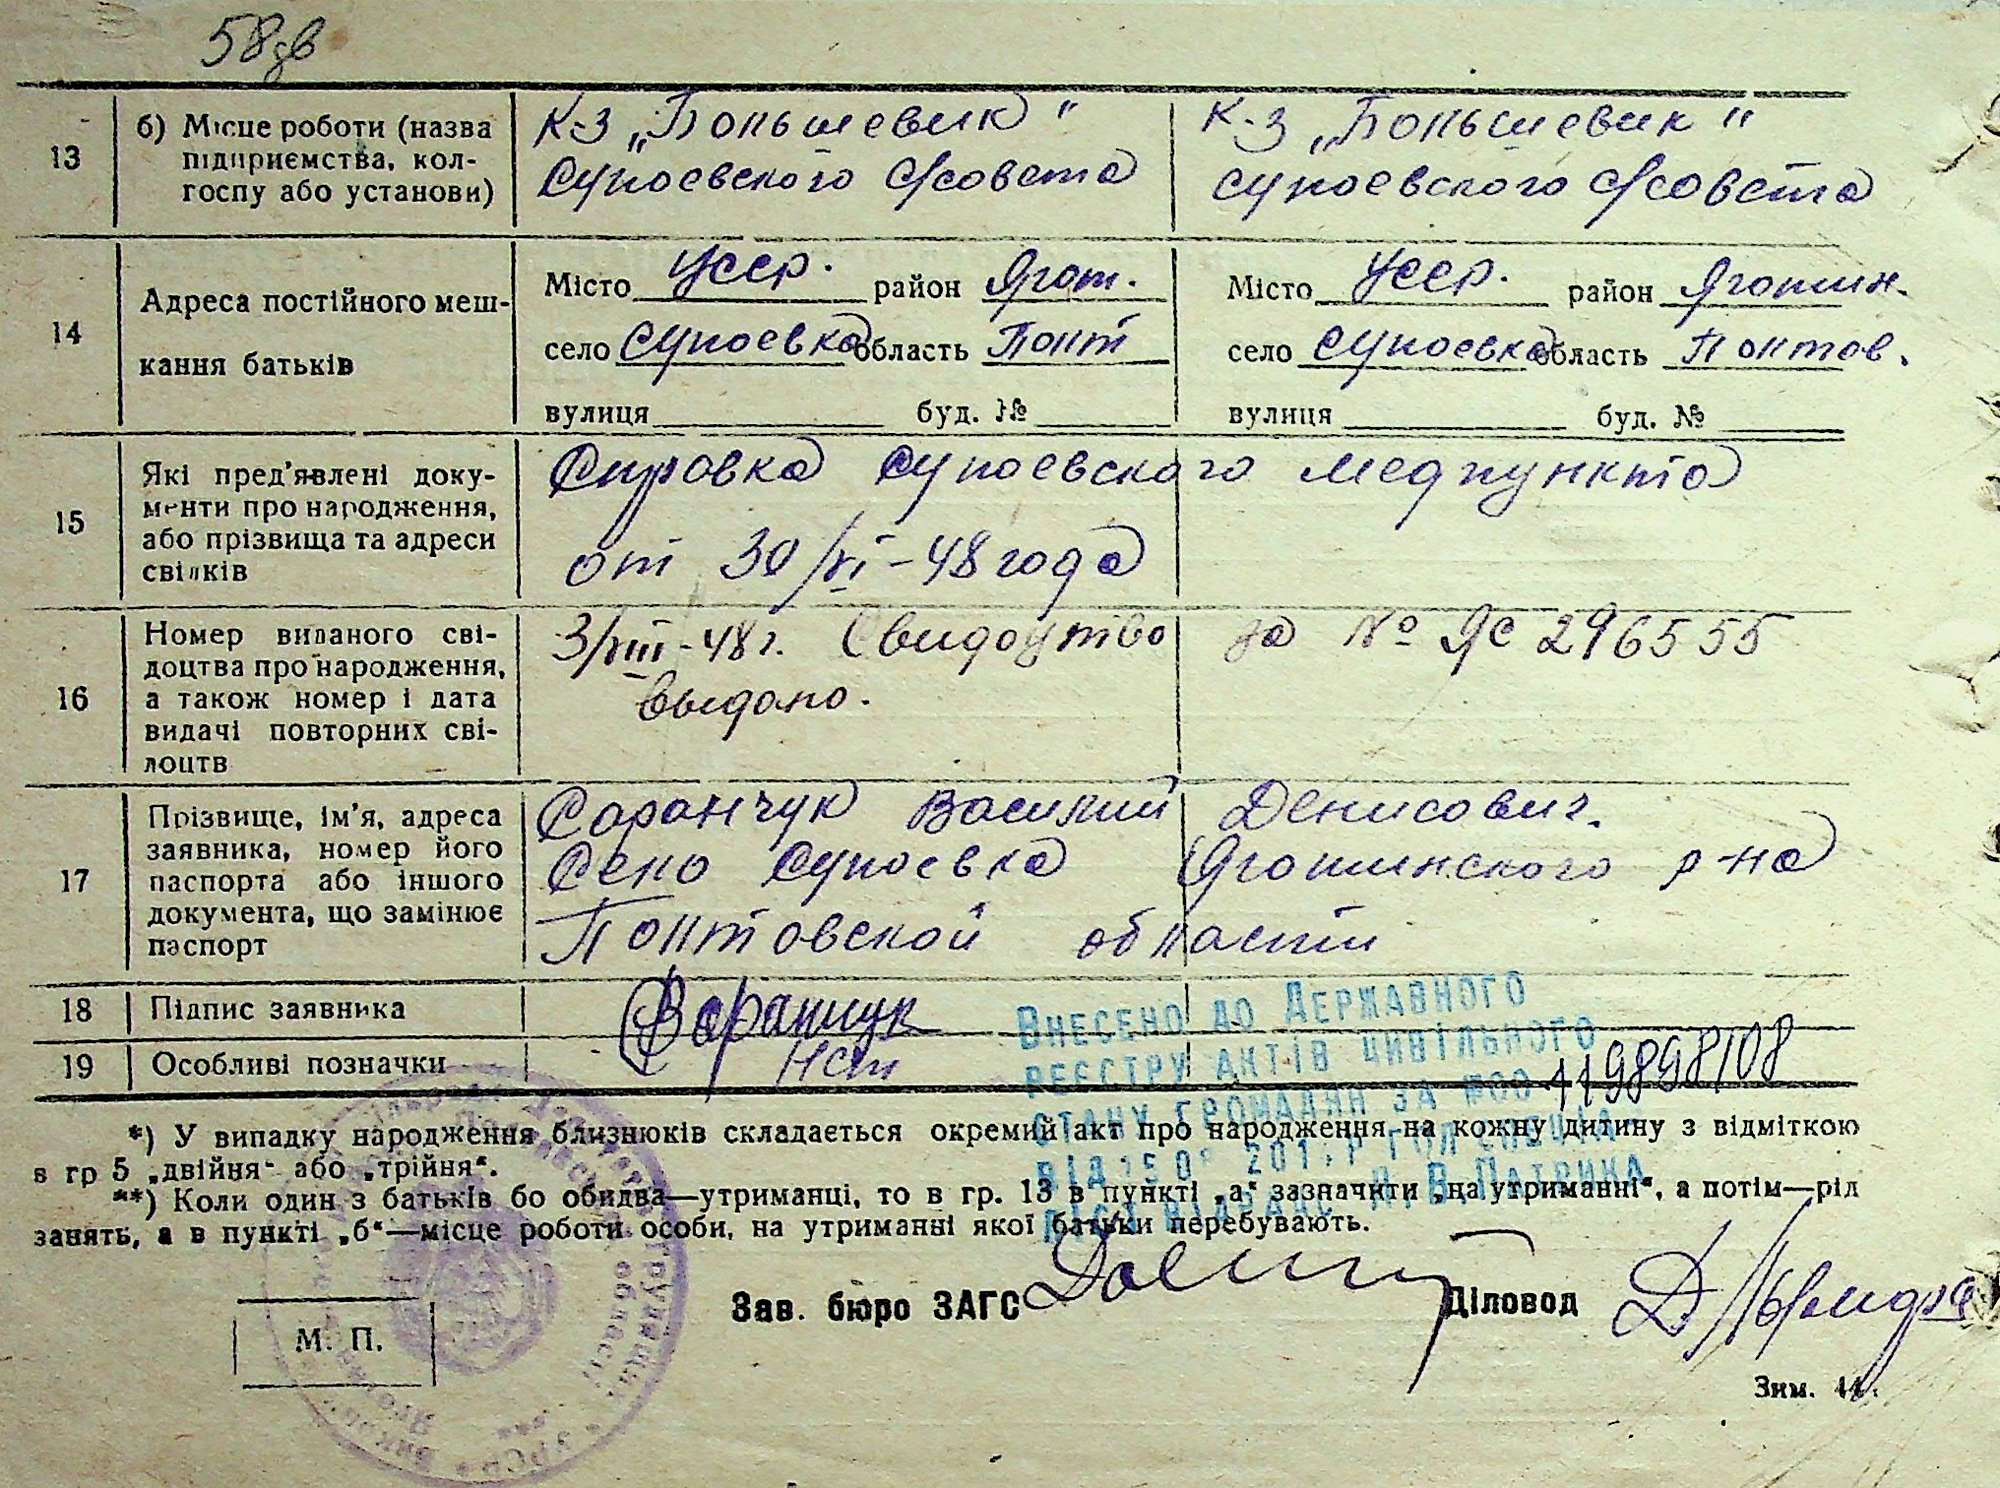 58зв
13 б) Місце роботи (назва підприємства, колгоспу або установи)
К-з „Большевик" Супоевского с/совета
К-з „Большевик" Супоевского с/совета
14 Адреса постійного мешкання батьків
Місто Усср. район Ягот.
село Супоевка область Полт
вулиця буд. №
Місто Усср. район Яготин.
село Супоевка область Полтов.
вулиця буд. №
15 Які пред'явлені документи про народження, або прізвища та адреси свідків
Справка Супоевского медпункта
от 30/VI-48 года
16 Номер виданого свідоцтва про народження, а також номер і дата видачі повторних свідоцтв
3/VIII-48 г. Свидоцтво за № ЯС 296555
выдано.
17 Прізвище, ім'я, адреса заявника, номер його паспорта або іншого документа, що замінює паспорт
Саранчук Василий Денисович.
Село Супоевка Яготинского р-на
Полтовской области
18 Підпис заявника
Саранчук
19 Особливі позначки
Нет
Внесено до Державного
реєстру актів цивільного
стану громадян за №00 119898108
*) У випадку народження близнюків складається окремий акт про народження на кожну дитину з відміткою
в гр 5 „двійня" або „трійня".
**) Коли один з батьків бо обидва—утриманці, то в гр. 13 в пункті „а" зазначити „на утриманні", а потім—рід
занять, а в пункті „б"—місце роботи особи, на утриманні якої батьки перебувають.
Зав. бюро ЗАГС
Діловод
М. П.
Зим. 11.